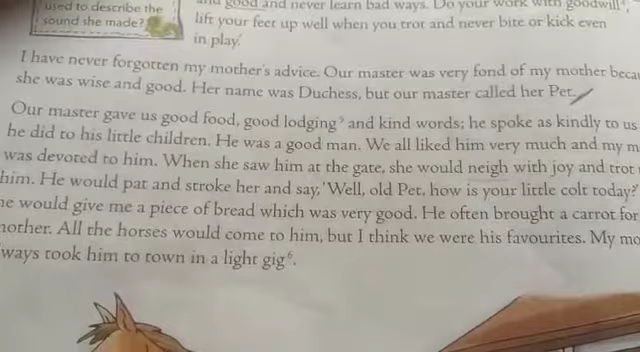 used to describe the
sound she made?
and good and never learn bad ways. Do your work with goodwill
lift your feet up well when you trot and never bite or kick even
in play.'
I have never forgotten my mother's advice. Our master was very fond of my mother
she was wise and good. Her name was Duchess, but our master called her Pet.
Our master gave us good food, good lodging⁵ and kind words; he spoke as kindly to us
he did to his little children. He was a good man. We all liked him very much and my
was devoted to him. When she saw him at the gate, she would neigh with joy and trot
him. He would pat and stroke her and say, 'Well, old Pet, how is your little colt today?'
would give me a piece of bread which was very good. He often brought a carrot for
All the horses would come to him, but I think we were his favourites. My
took him to town in a light gig⁶.